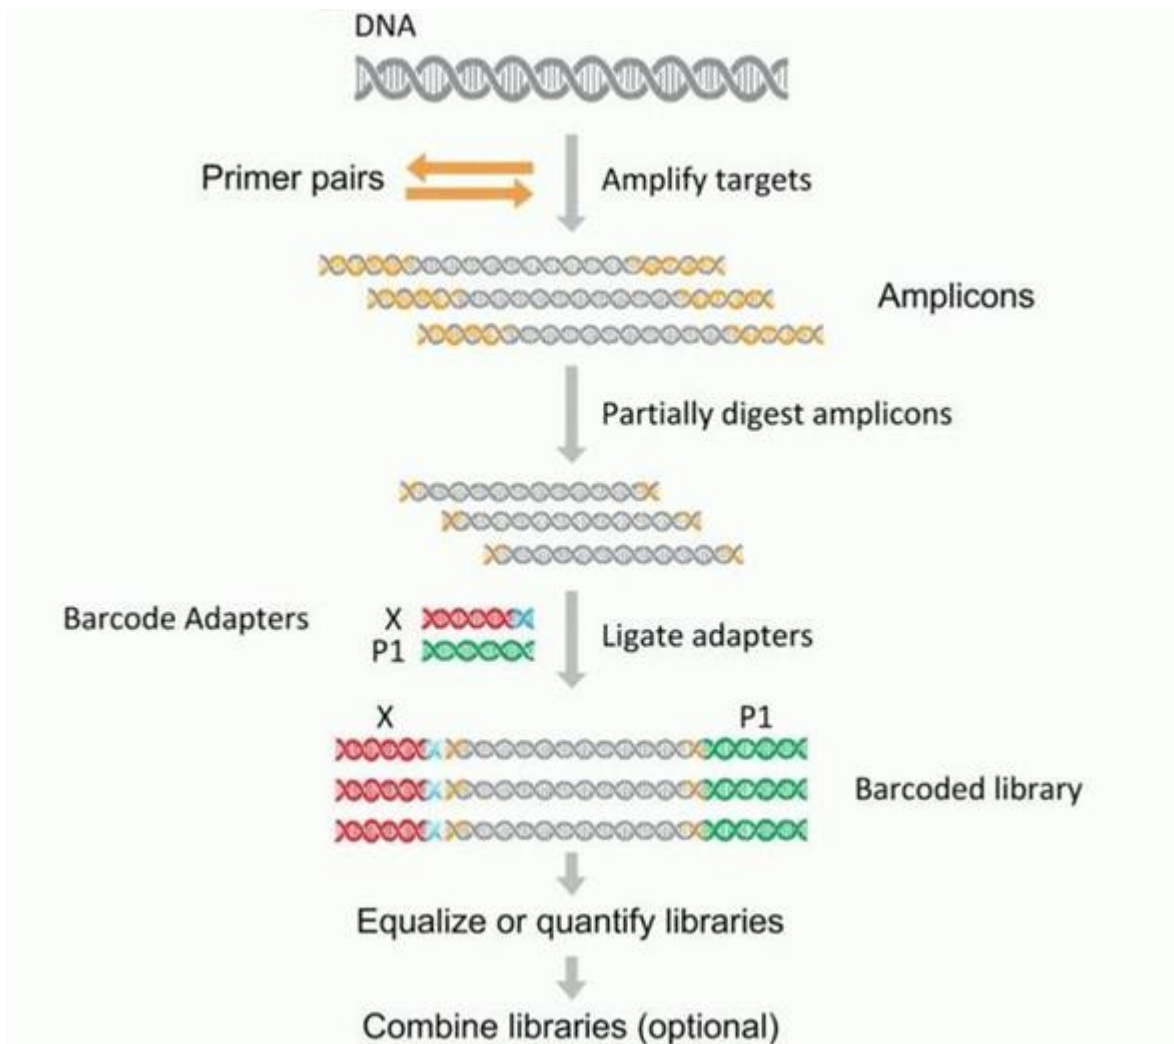 DNA
Primer pairs
Amplify targets
Amplicons
Partially digest amplicons
Barcode Adapters
X
P1
Ligate adapters
X
P1
Barcoded library
Equalize or quantify libraries
Combine libraries (optional)